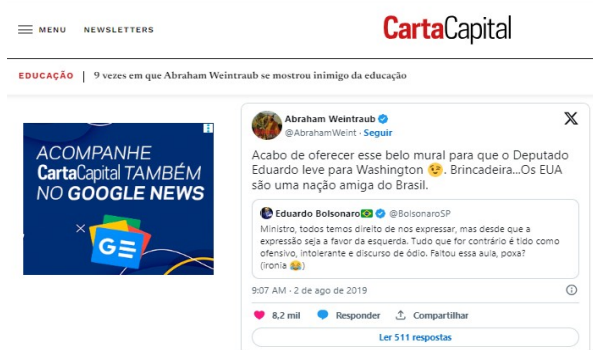 MENU NEWSLETTERS
CartaCapital
EDUCAÇÃO | 9 vezes em que Abraham Weintraub se mostrou inimigo da educação
ACOMPANHE
CartaCapital TAMBÉM
NO GOOGLE NEWS
G
Abraham Weintraub
@AbrahamWeint · Seguir
Acabo de oferecer esse belo mural para que o Deputado
Eduardo leve para Washington 😉. Brincadeira...Os EUA
são uma nação amiga do Brasil.
Eduardo Bolsonaro🇧🇷 @BolsonaroSP
Ministro, todos temos direito de nos expressar, mas desde que a
expressão seja a favor da esquerda. Tudo que for contrário é tido como
ofensivo, intolerante e discurso de ódio. Faltou essa aula, poxa?
(ironia 😂)
9:07 AM · 2 de ago de 2019
8,2 mil Responder Compartilhar
Ler 511 respostas